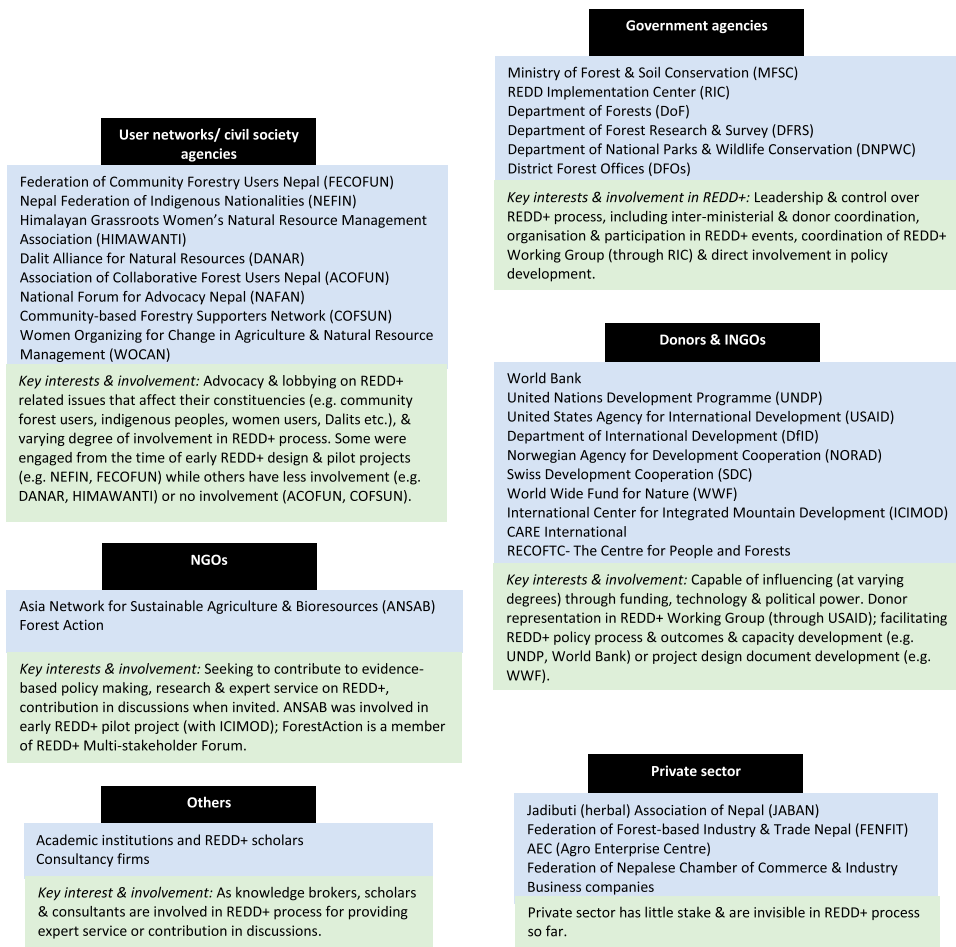 User networks/ civil society
agencies
Federation of Community Forestry Users Nepal (FECOFUN)
Nepal Federation of Indigenous Nationalities (NEFIN)
Himalayan Grassroots Women's Natural Resource Management
Association (HIMAWANTI)
Dalit Alliance for Natural Resources (DANAR)
Association of Collaborative Forest Users Nepal (ACOFUN)
National Forum for Advocacy Nepal (NAFAN)
Community-based Forestry Supporters Network (COFSUN)
Women Organizing for Change in Agriculture & Natural Resource
Management (WOCAN)
Key interests & involvement: Advocacy & lobbying on REDD+
related issues that affect their constituencies (e.g. community
forest users, indigenous peoples, women users, Dalits etc.), &
varying degree of involvement in REDD+ process. Some were
engaged from the time of early REDD+ design & pilot projects
(e.g. NEFIN, FECOFUN) while others have less involvement (e.g.
DANAR, HIMAWANTI) or no involvement (ACOFUN, COFSUN).
NGOs
Asia Network for Sustainable Agriculture & Bioresources (ANSAB)
Forest Action
Key interests & involvement: Seeking to contribute to evidence-
based policy making, research & expert service on REDD+,
contribution in discussions when invited. ANSAB was involved in
early REDD+ pilot project (with ICIMOD); ForestAction is a member
of REDD+ Multi-stakeholder Forum.
Others
Academic institutions and REDD+ scholars
Consultancy firms
Key interest & involvement: As knowledge brokers, scholars
& consultants are involved in REDD+ process for providing
expert service or contribution in discussions.
Government agencies
Ministry of Forest & Soil Conservation (MFSC)
REDD Implementation Center (RIC)
Department of Forests (DoF)
Department of Forest Research & Survey (DFRS)
Department of National Parks & Wildlife Conservation (DNPWC)
District Forest Offices (DFOs)
Key interests & involvement in REDD+: Leadership & control over
REDD+ process, including inter-ministerial & donor coordination,
organisation & participation in REDD+ events, coordination of REDD+
Working Group (through RIC) & direct involvement in policy
development.
Donors & INGOs
World Bank
United Nations Development Programme (UNDP)
United States Agency for International Development (USAID)
Department of International Development (DfID)
Norwegian Agency for Development Cooperation (NORAD)
Swiss Development Cooperation (SDC)
World Wide Fund for Nature (WWF)
International Center for Integrated Mountain Development (ICIMOD)
CARE International
RECOFTC- The Centre for People and Forests
Key interests & involvement: Capable of influencing (at varying
degrees) through funding, technology & political power. Donor
representation in REDD+ Working Group (through USAID); facilitating
REDD+ policy process & outcomes & capacity development (e.g.
UNDP, World Bank) or project design document development (e.g.
WWF).
Private sector
Jadibuti (herbal) Association of Nepal (JABAN)
Federation of Forest-based Industry & Trade Nepal (FENFIT)
AEC (Agro Enterprise Centre)
Federation of Nepalese Chamber of Commerce & Industry
Business companies
Private sector has little stake & are invisible in REDD+ process
so far.